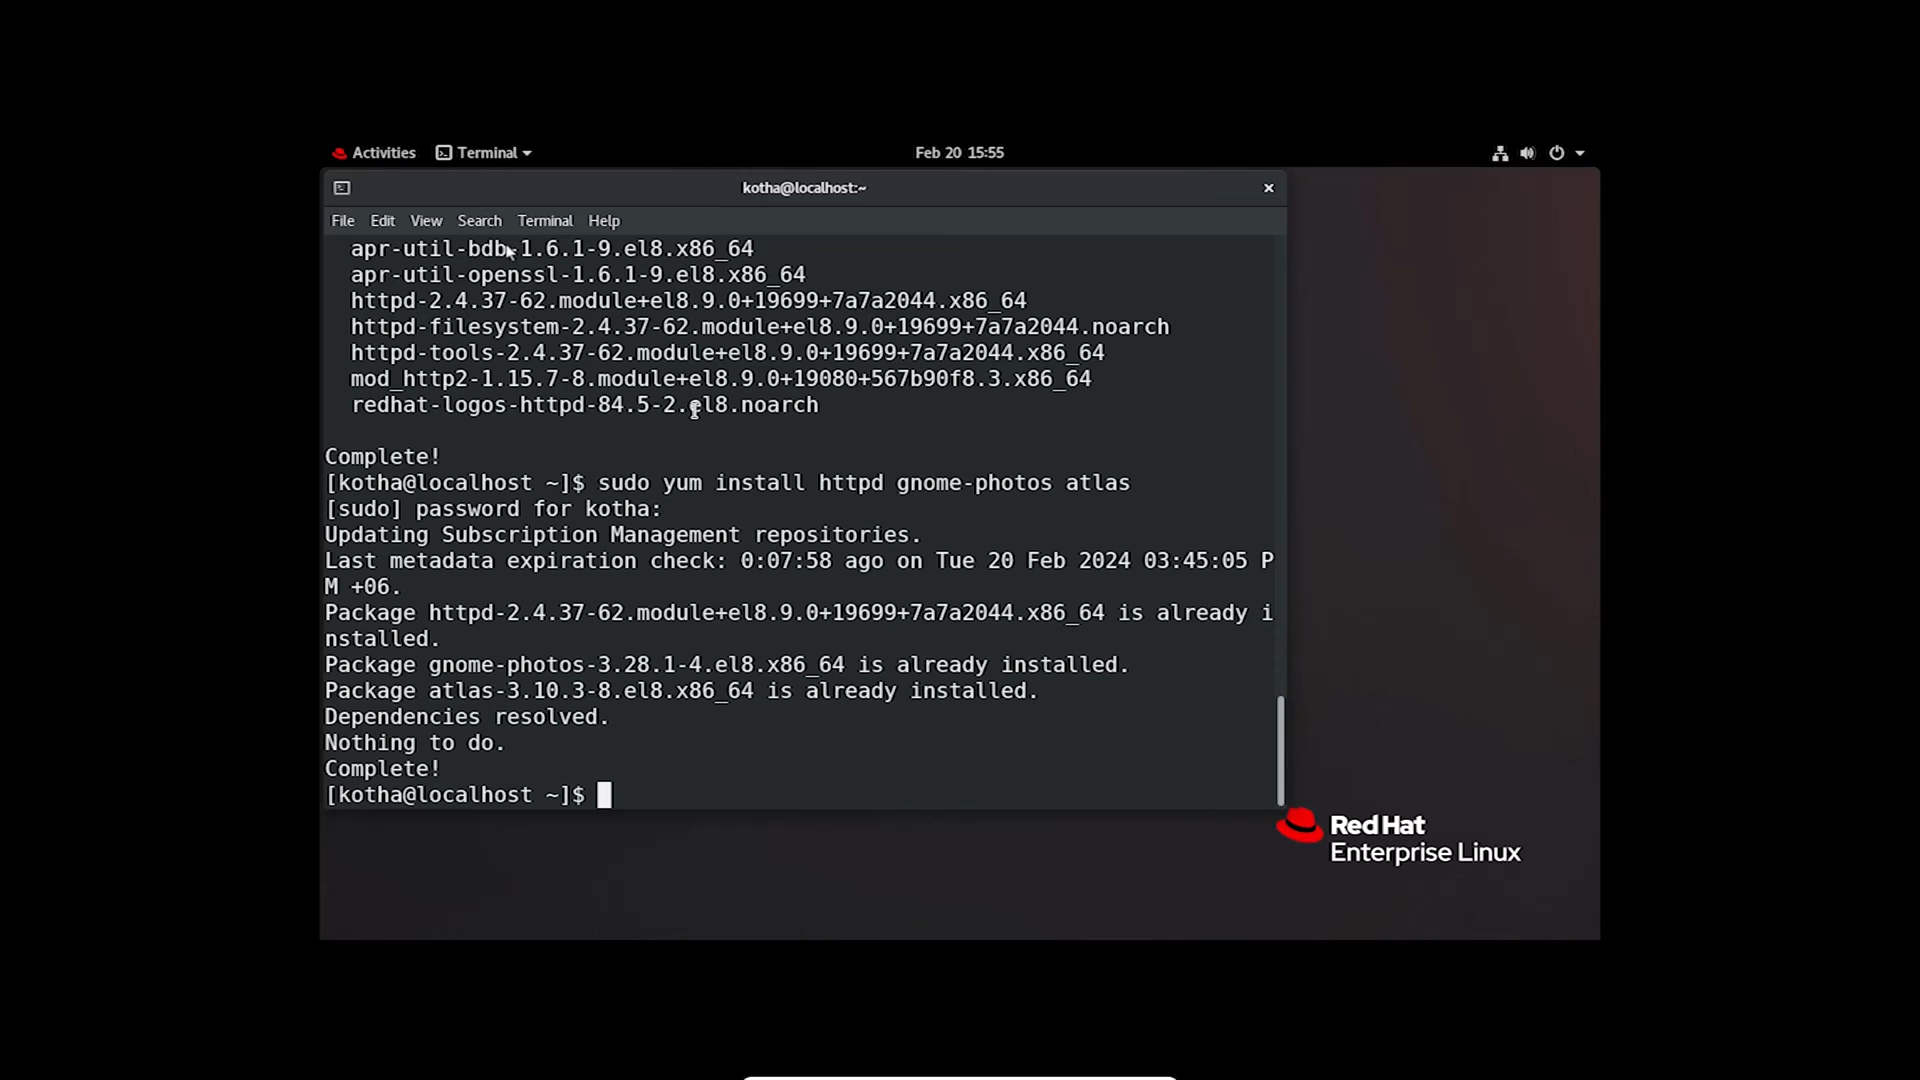 Activities Terminal Feb 20 15:55
kotha@localhost:~
File Edit View Search Terminal Help
apr-util-bdb-1.6.1-9.el8.x86_64
apr-util-openssl-1.6.1-9.el8.x86_64
httpd-2.4.37-62.module+el8.9.0+19699+7a7a2044.x86_64
httpd-filesystem-2.4.37-62.module+el8.9.0+19699+7a7a2044.noarch
httpd-tools-2.4.37-62.module+el8.9.0+19699+7a7a2044.x86_64
mod_http2-1.15.7-8.module+el8.9.0+19080+567b90f8.3.x86_64
redhat-logos-httpd-84.5-2.el8.noarch
Complete!
[kotha@localhost ~]$ sudo yum install httpd gnome-photos atlas
[sudo] password for kotha:
Updating Subscription Management repositories.
Last metadata expiration check: 0:07:58 ago on Tue 20 Feb 2024 03:45:05 P
M +06.
Package httpd-2.4.37-62.module+el8.9.0+19699+7a7a2044.x86_64 is already i
nstalled.
Package gnome-photos-3.28.1-4.el8.x86_64 is already installed.
Package atlas-3.10.3-8.el8.x86_64 is already installed.
Dependencies resolved.
Nothing to do.
Complete!
[kotha@localhost ~]$
Red Hat
Enterprise Linux